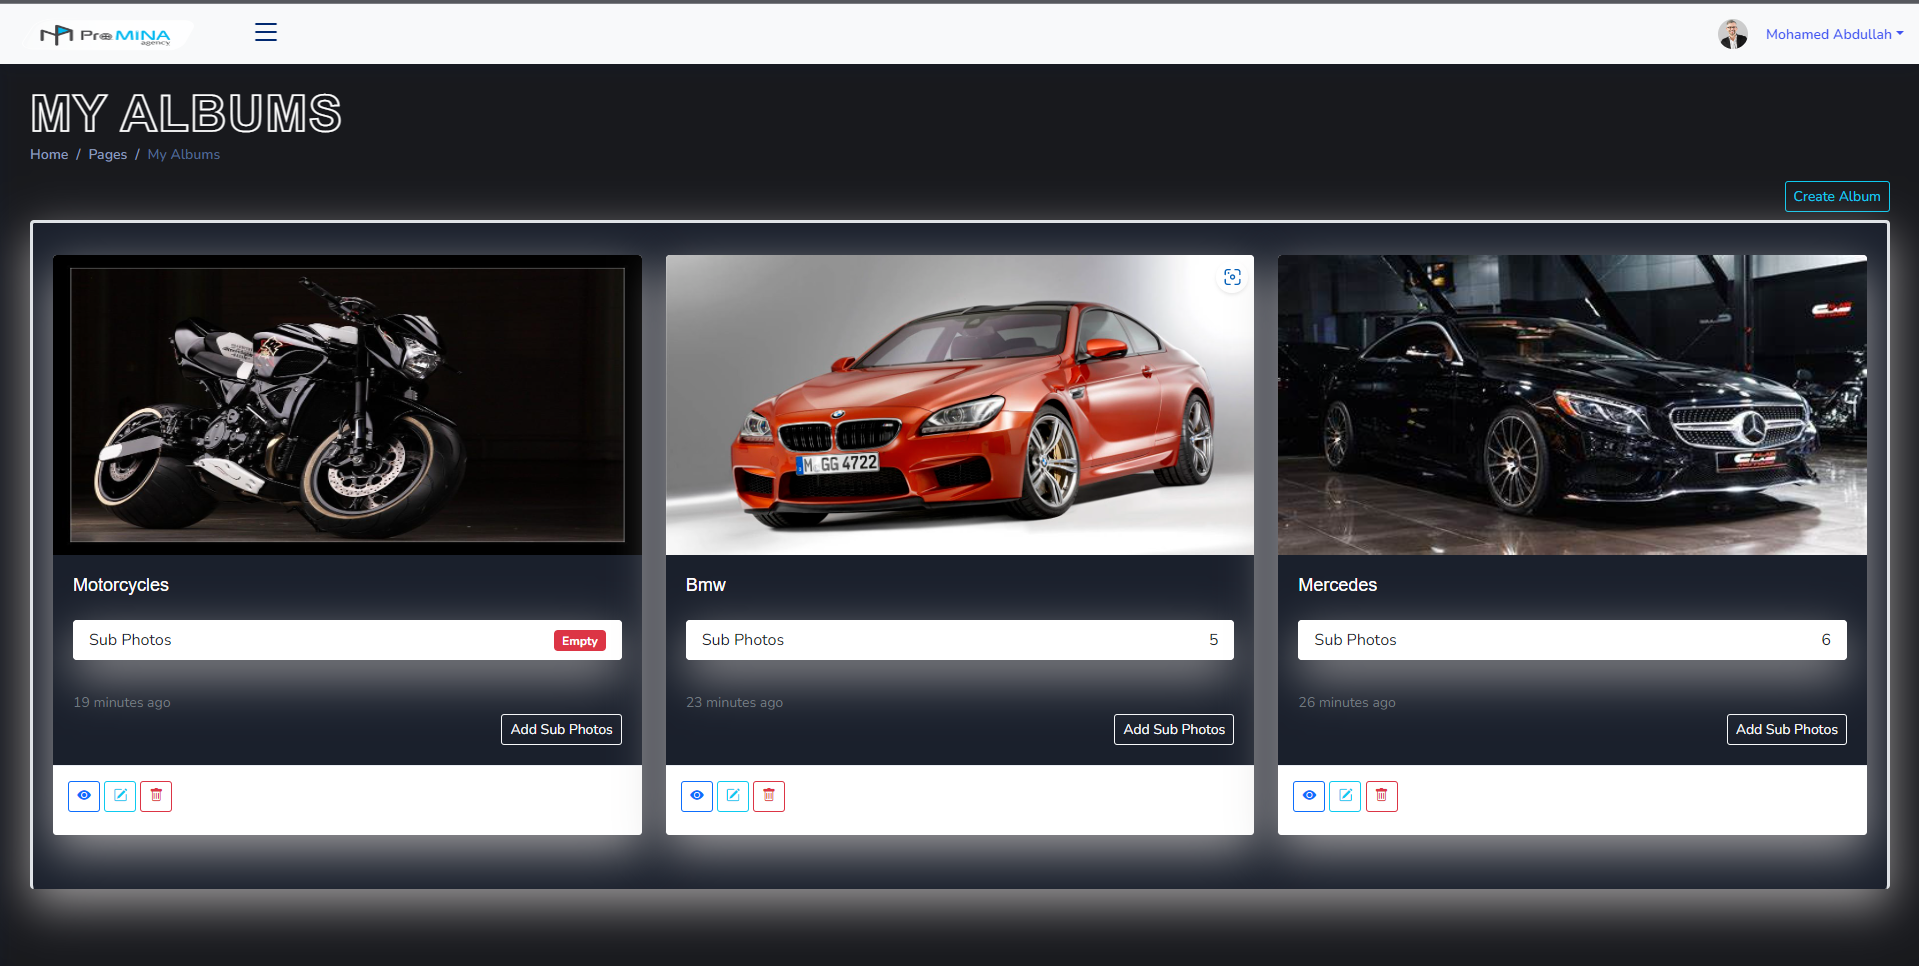 Pro MINA
agency
Mohamed Abdullah
MY ALBUMS
Home / Pages / My Albums
Create Album
GG 4722
Motorcycles
Bmw
Mercedes
Sub Photos Empty
Sub Photos 5
Sub Photos 6
19 minutes ago
23 minutes ago
26 minutes ago
Add Sub Photos
Add Sub Photos
Add Sub Photos